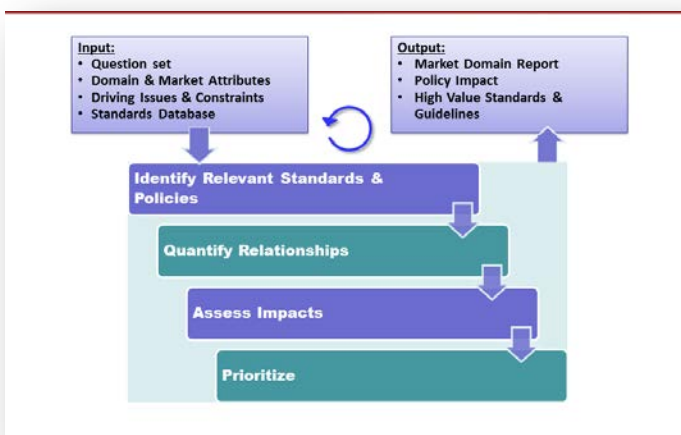 Input:
• Question set
• Domain & Market Attributes
• Driving Issues & Constraints
• Standards Database
Output:
• Market Domain Report
• Policy Impact
• High Value Standards &
Guidelines
Identify Relevant Standards &
Policies
Quantify Relationships
Assess Impacts
Prioritize